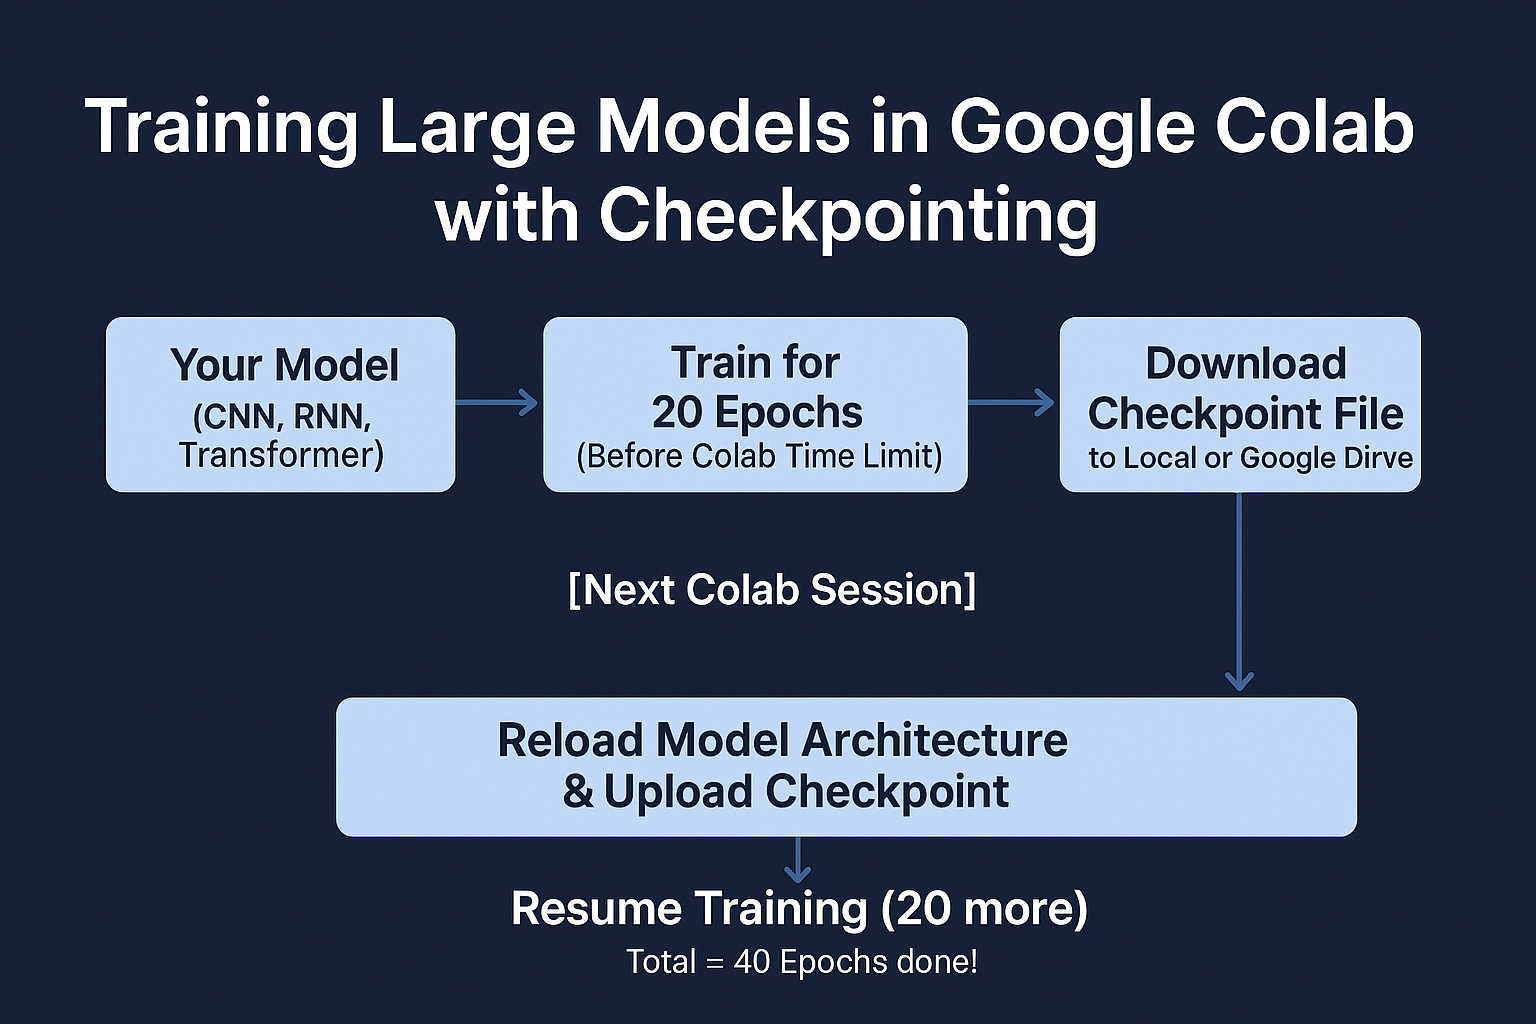 Training Large Models in Google Colab
with Checkpointing
Your Model
(CNN, RNN,
Transformer)
Train for
20 Epochs
(Before Colab Time Limit)
Download
Checkpoint File
to Local or Google Dirve
[Next Colab Session]
Reload Model Architecture
& Upload Checkpoint
Resume Training (20 more)
Total = 40 Epochs done!